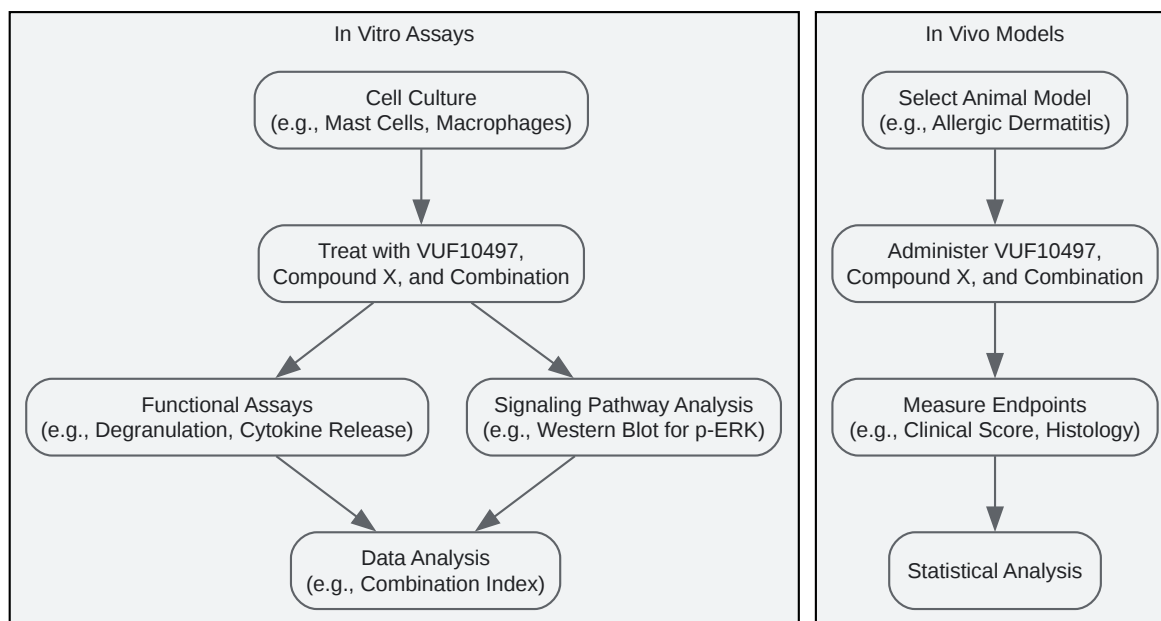 In Vitro Assays
Cell Culture
(e.g., Mast Cells, Macrophages)
Treat with VUF10497,
Compound X, and Combination
Functional Assays
(e.g., Degranulation, Cytokine Release)
Signaling Pathway Analysis
(e.g., Western Blot for p-ERK)
Data Analysis
(e.g., Combination Index)
In Vivo Models
Select Animal Model
(e.g., Allergic Dermatitis)
Administer VUF10497,
Compound X, and Combination
Measure Endpoints
(e.g., Clinical Score, Histology)
Statistical Analysis